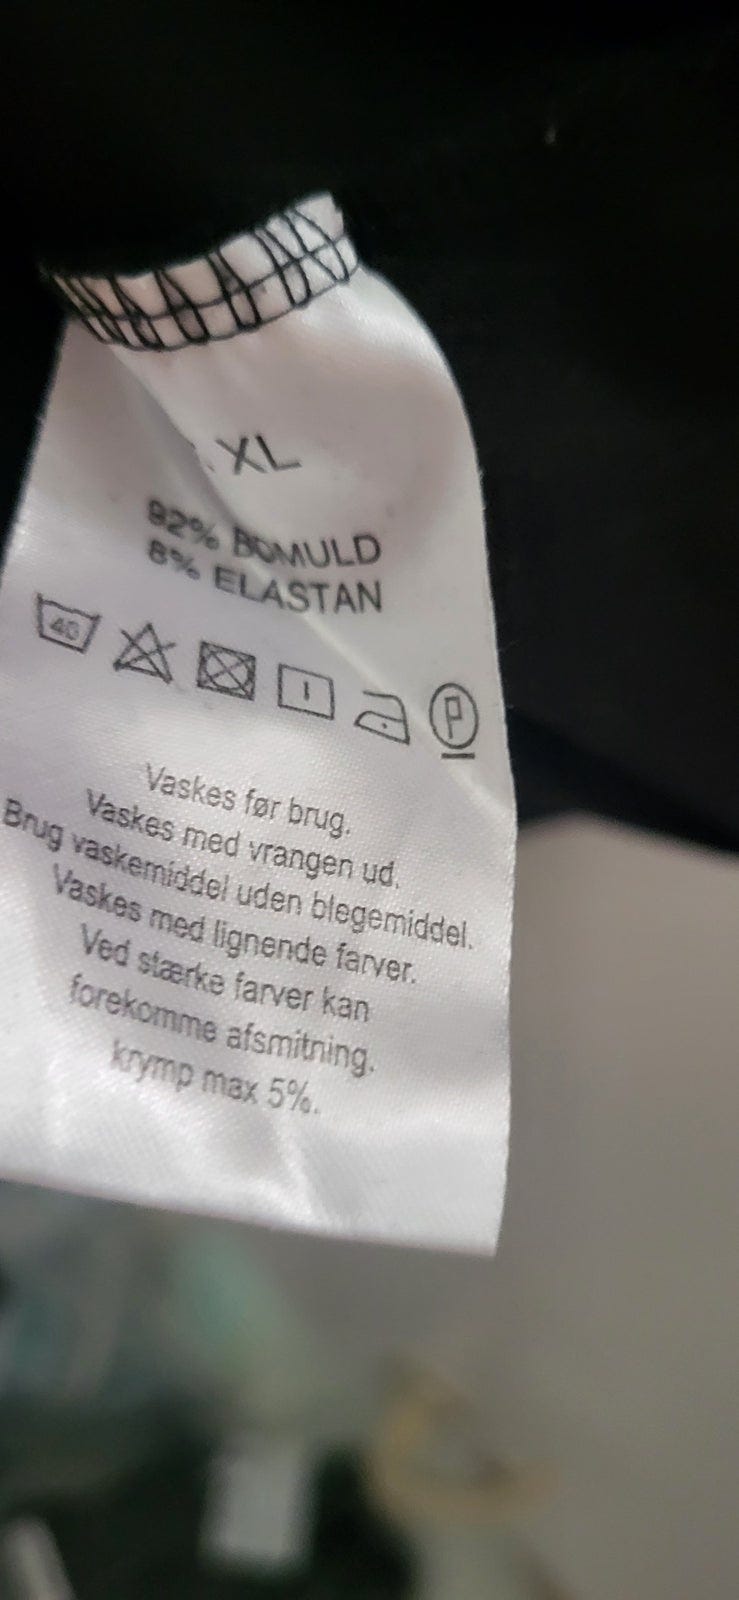 XL
92% BOMULD
8% ELASTAN
40 P
Vaskes før brug.
Vaskes med vrangen ud.
Brug vaskemiddel uden blegemiddel.
Vaskes med lignende farver.
Ved stærke farver kan
forekomme afsmitning.
krymp max 5%.